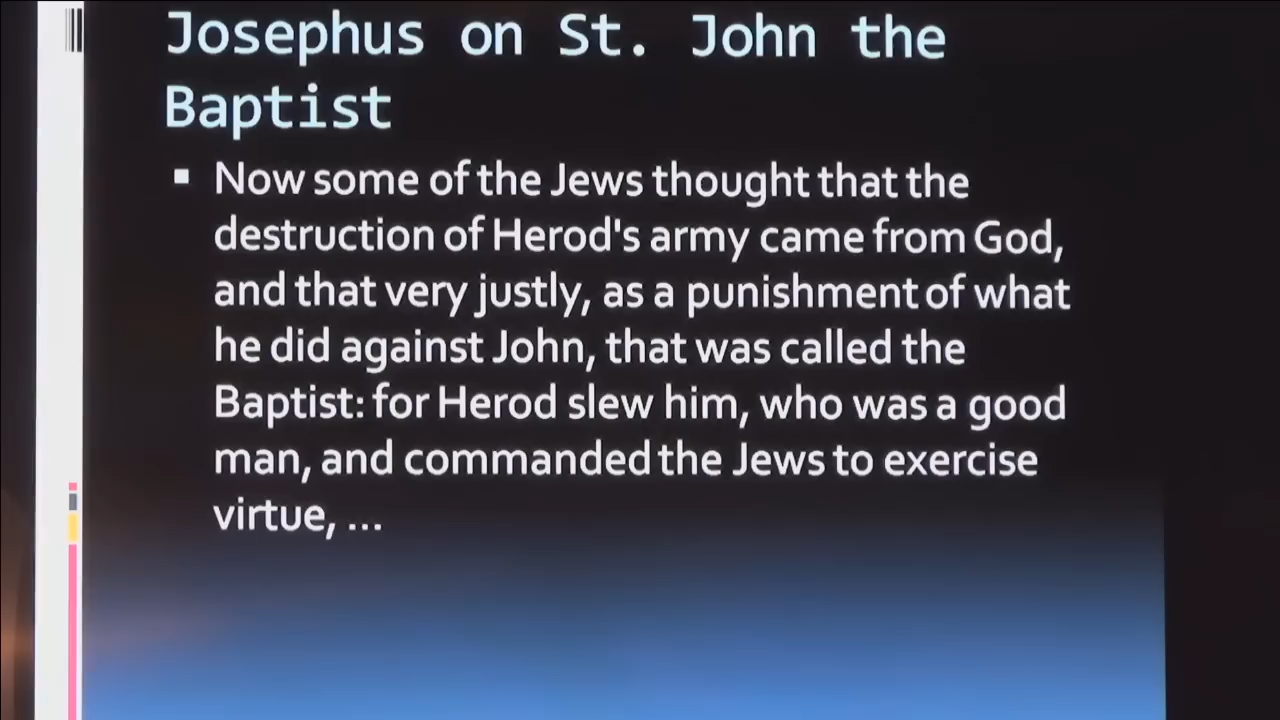 Josephus on St. John the
Baptist
▪ Now some of the Jews thought that the
destruction of Herod's army came from God,
and that very justly, as a punishment of what
he did against John, that was called the
Baptist: for Herod slew him, who was a good
man, and commanded the Jews to exercise
virtue, ...